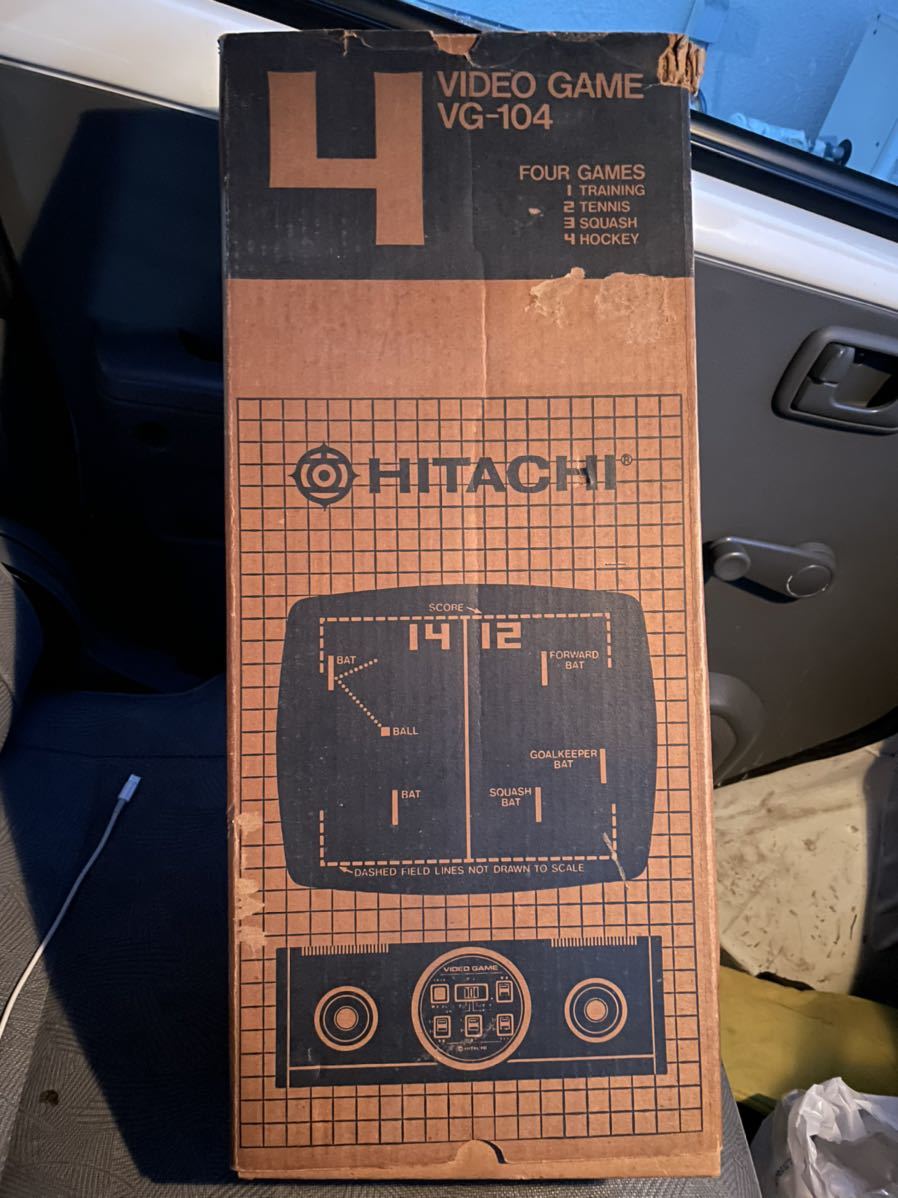 4
VIDEO GAME
VG-104
FOUR GAMES
1 TRAINING
2 TENNIS
3 SQUASH
4 HOCKEY
HITACHI®
SCORE
14 12
BAT
FORWARD
BAT
BALL
GOALKEEPER
BAT
BAT
SQUASH
BAT
DASHED FIELD LINES NOT DRAWN TO SCALE
VIDEO GAME
HITACHI